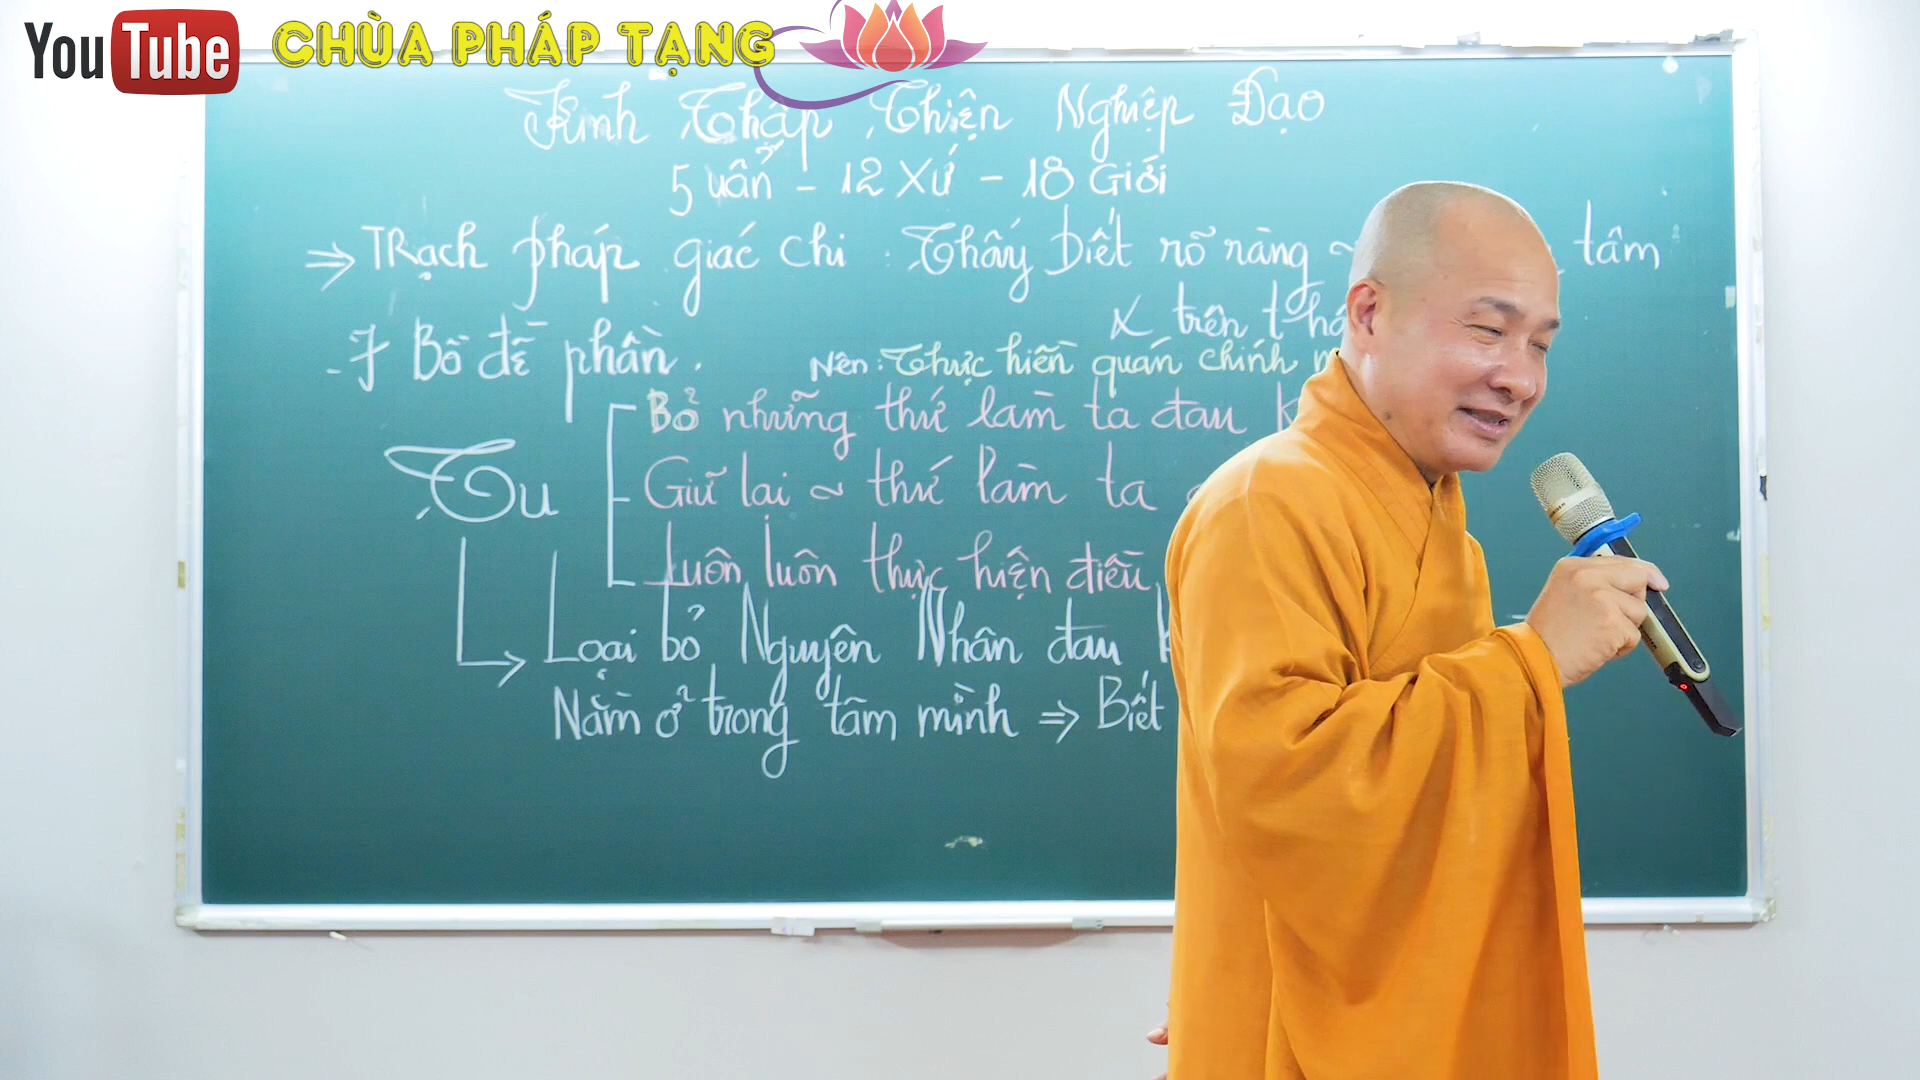 YouTube CHÙA PHÁP TẠNG
Kinh Thập Thiện Nghiệp Đạo
5 uẩn - 12 Xứ - 18 Giới
⇒ TRạch pháp giác chi : Thấy biết rõ ràng ~ tâm
x trên t
- 7 Bồ đề phần . Nên : Thực hiền quán chính
Bỏ những thứ làm ta đau
Tu Giữ lại ~ thứ làm ta
Luôn luôn thực hiện điều
Loại bỏ Nguyên Nhân đau
Nằm ở trong tâm mình ⇒ Biết